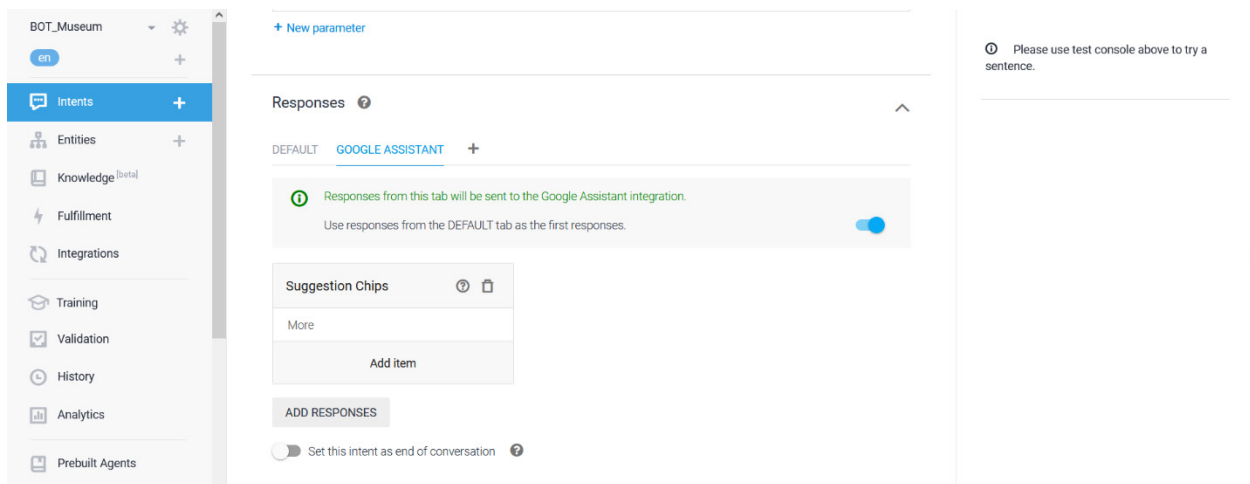 BOT_Museum
en
Intents
Entities
Knowledge [beta]
Fulfillment
Integrations
Training
Validation
History
Analytics
Prebuilt Agents
+ New parameter
Responses
DEFAULT GOOGLE ASSISTANT +
Responses from this tab will be sent to the Google Assistant integration.
Use responses from the DEFAULT tab as the first responses.
Suggestion Chips
More
Add item
ADD RESPONSES
Set this intent as end of conversation
Please use test console above to try a
sentence.